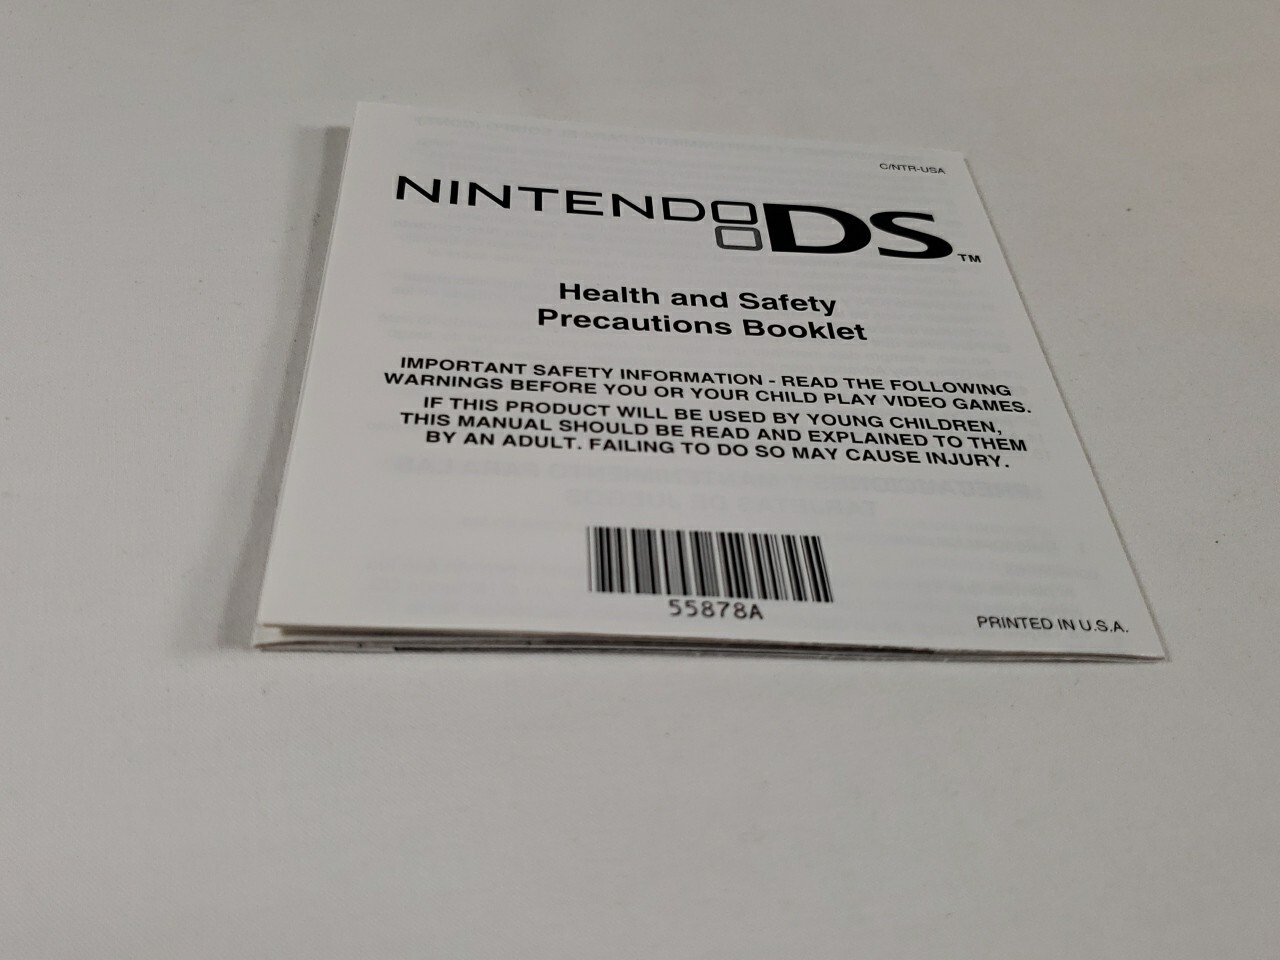 C/NTR-USA
NINTENDO DS™
Health and Safety
Precautions Booklet
IMPORTANT SAFETY INFORMATION - READ THE FOLLOWING
WARNINGS BEFORE YOU OR YOUR CHILD PLAY VIDEO GAMES.
IF THIS PRODUCT WILL BE USED BY YOUNG CHILDREN,
THIS MANUAL SHOULD BE READ AND EXPLAINED TO THEM
BY AN ADULT. FAILING TO DO SO MAY CAUSE INJURY.
55878A
PRINTED IN U.S.A.